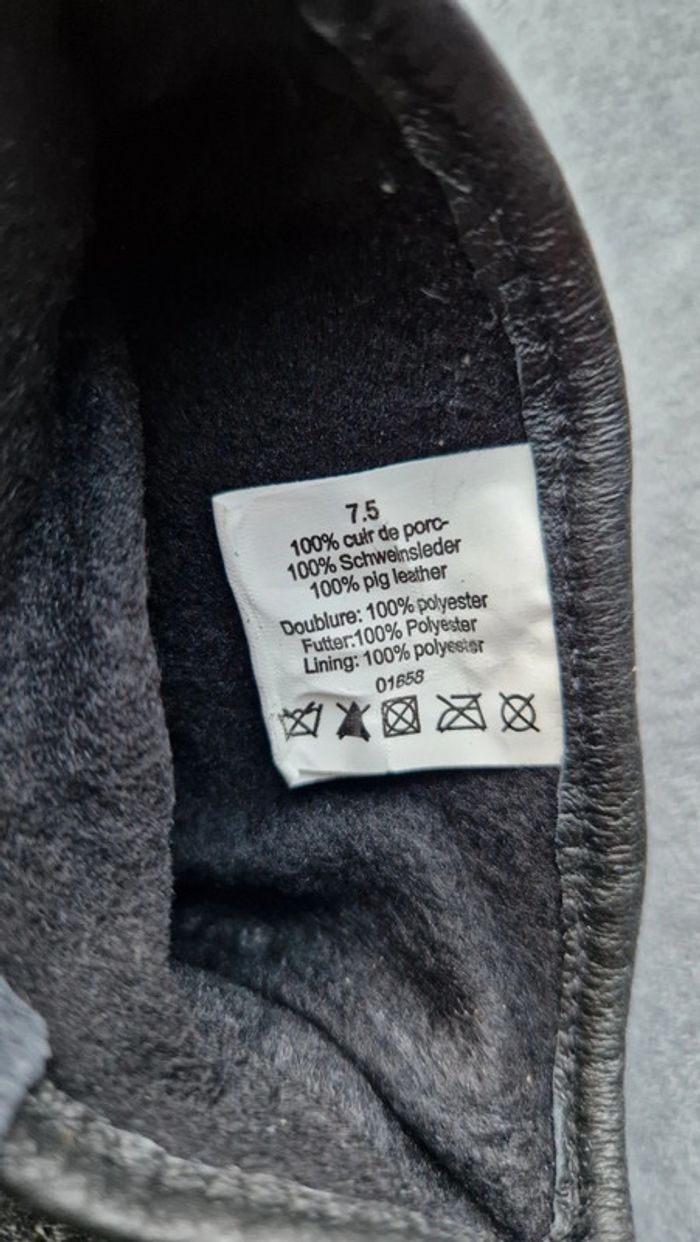 7.5
100% cuir de porc-
100% Schweinsleder
100% pig leather
Doublure: 100% polyester
Futter:100% Polyester
Lining: 100% polyester
01658